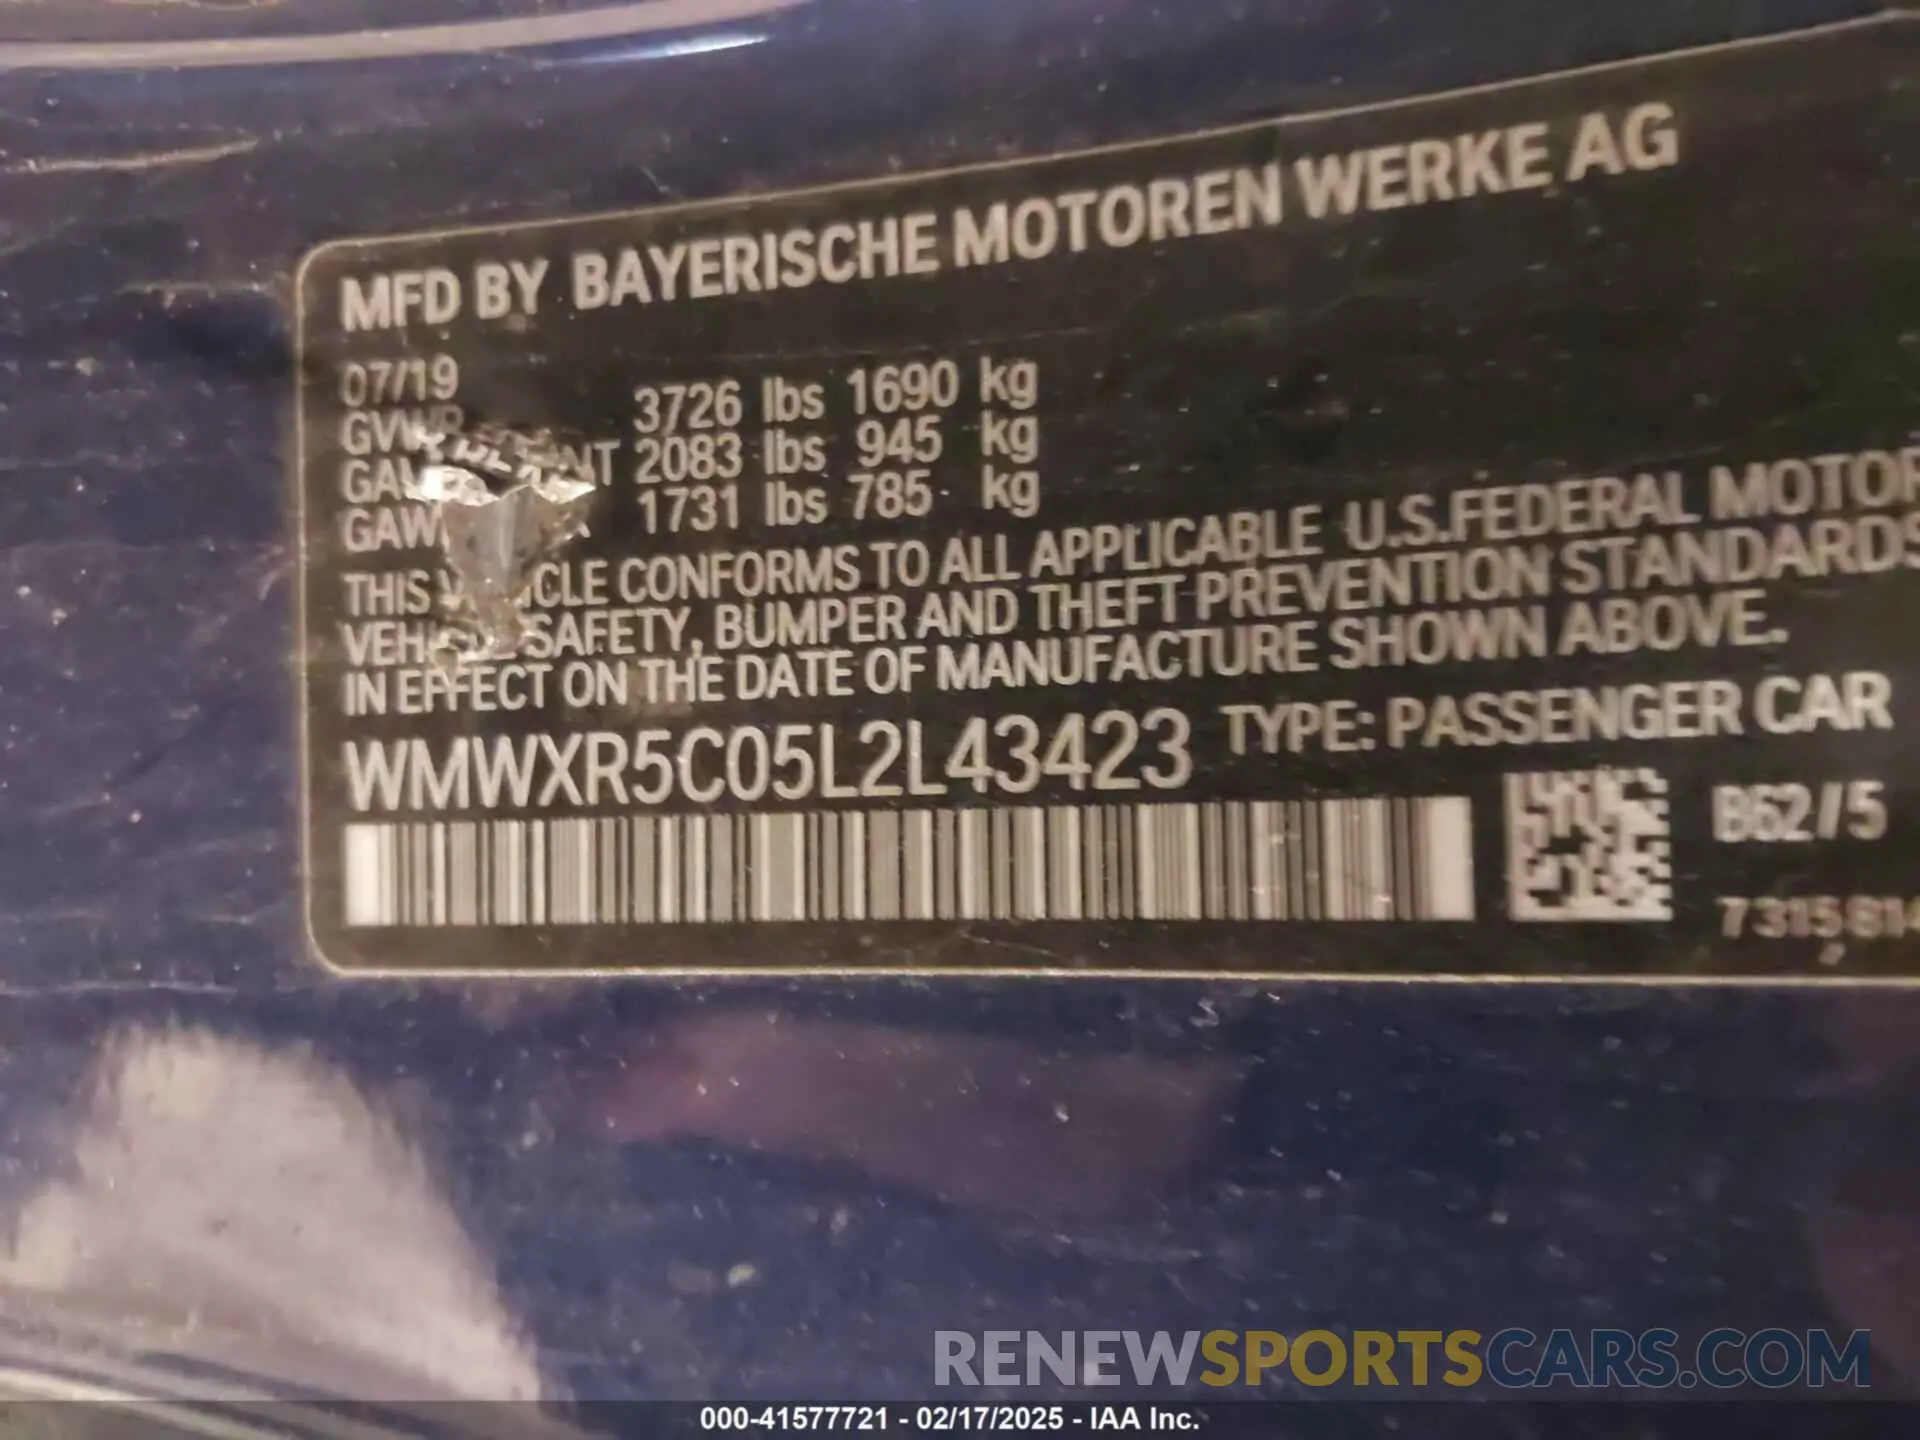 MFD BY BAYERISCHE MOTOREN WERKE AG
07/19
GVWR 3726 lbs 1690 kg
2083 lbs 945 kg
1731 lbs 785 kg
THIS CONFORMS TO ALL APPLICABLE U.S.FEDERAL MOTOR
SAFETY, BUMPER AND THEFT PREVENTION STANDARDS
IN EFFECT ON THE DATE OF MANUFACTURE SHOWN ABOVE.
WMWXR5C05L2L43423 TYPE: PASSENGER CAR
B62/5
7315814
RENEWSPORTSCARS.COM
000-41577721 - 02/17/2025 - IAA Inc.